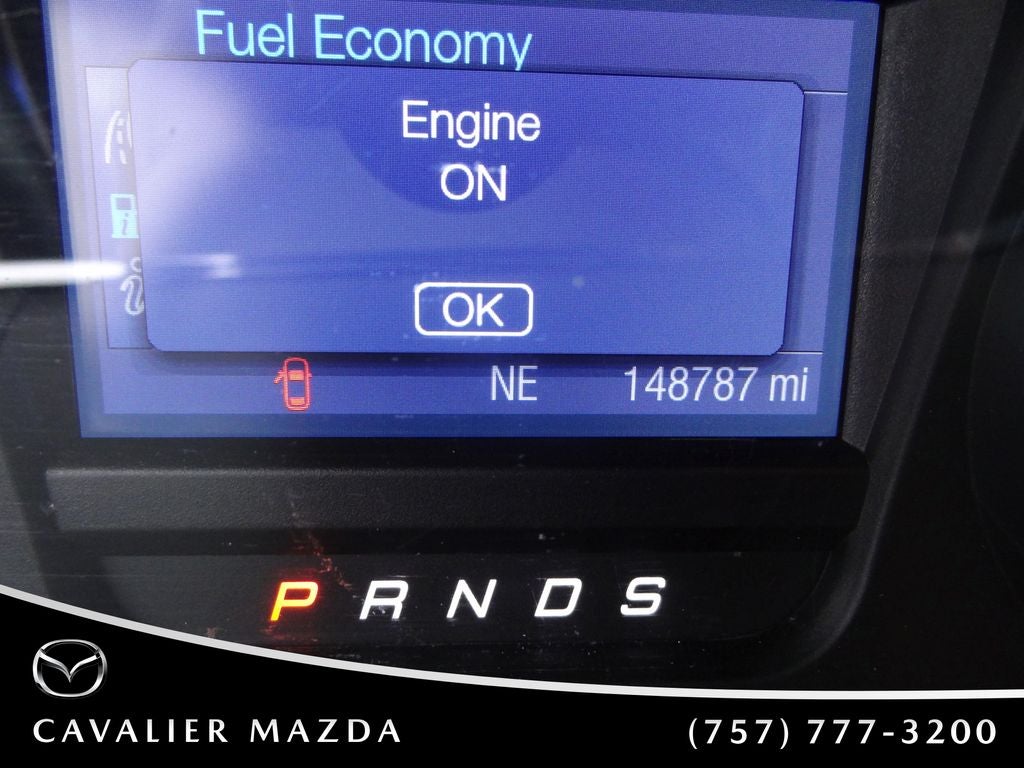 Fuel Economy
Engine
ON
OK
NE 148787 mi
P R N D S
CAVALIER MAZDA (757) 777-3200